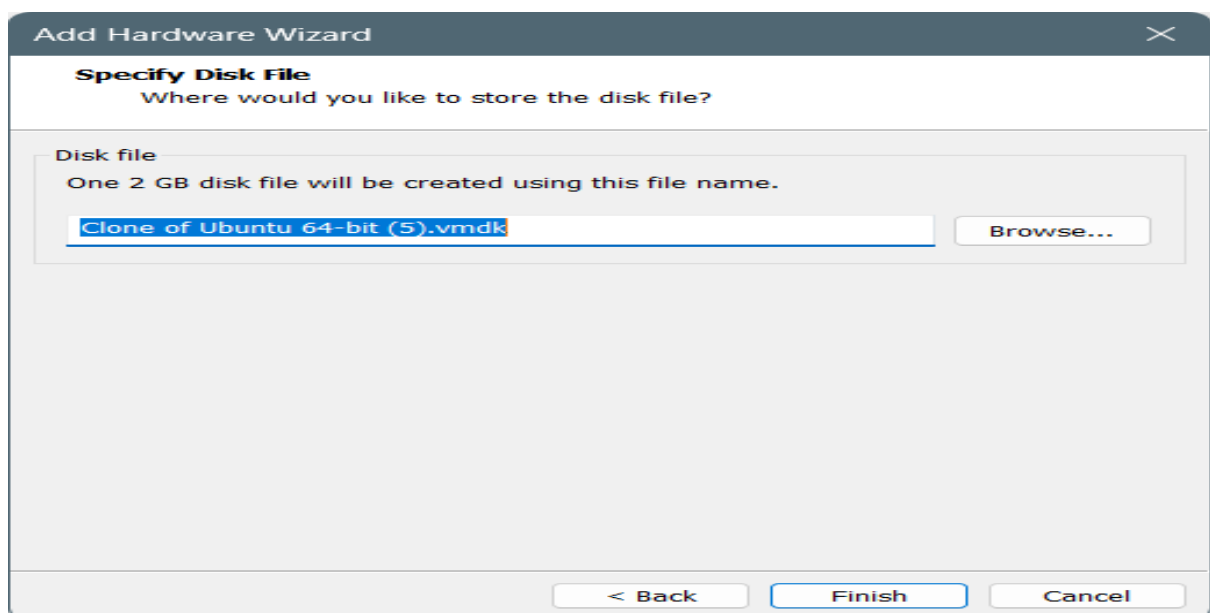 Add Hardware Wizard
Specify Disk File
Where would you like to store the disk file?
Disk file
One 2 GB disk file will be created using this file name.
Clone of Ubuntu 64-bit (5).vmdk
Browse...
< Back
Finish
Cancel